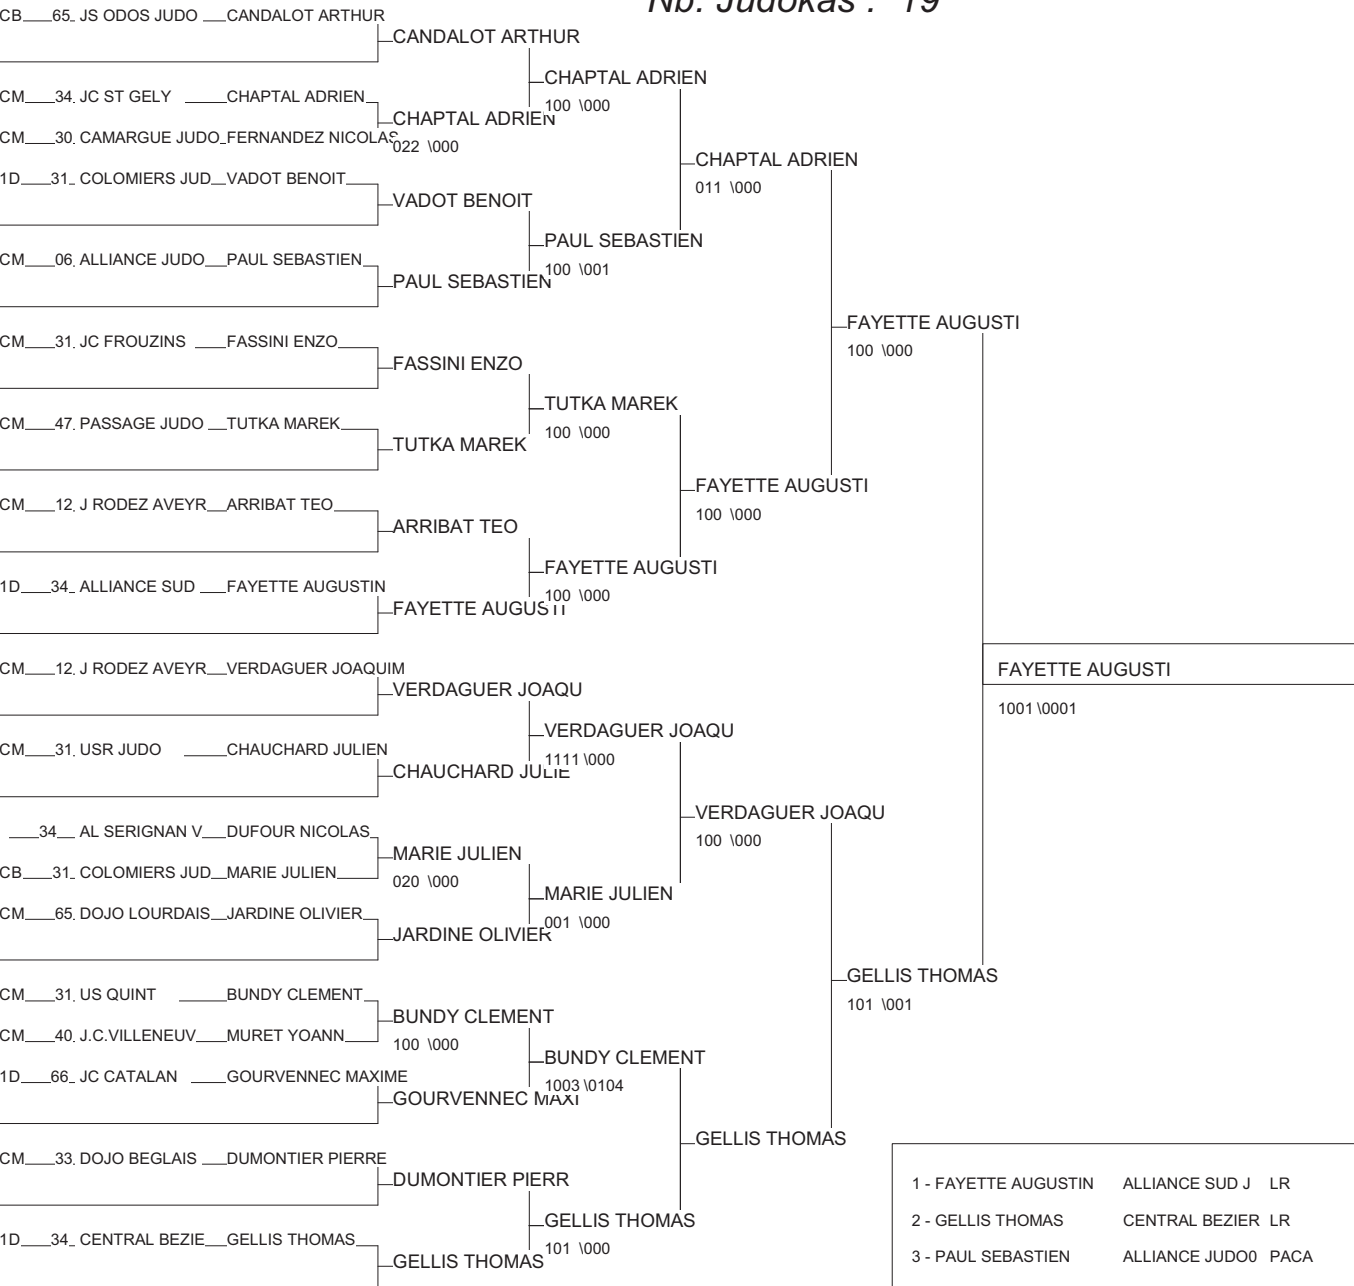 Nb. Judokas : 19
CB 65 JS ODOS JUDO CANDALOT ARTHUR
CANDALOT ARTHUR
CHAPTAL ADRIEN
100 \000
CM 34 JC ST GELY CHAPTAL ADRIEN
CHAPTAL ADRIEN
022 \000
CM 30 CAMARGUE JUDO FERNANDEZ NICOLAS
CHAPTAL ADRIEN
011 \000
1D 31 COLOMIERS JUD VADOT BENOIT
VADOT BENOIT
PAUL SEBASTIEN
100 \001
CM 06 ALLIANCE JUDO PAUL SEBASTIEN
PAUL SEBASTIEN
FAYETTE AUGUSTI
100 \000
CM 31 JC FROUZINS FASSINI ENZO
FASSINI ENZO
TUTKA MAREK
100 \000
CM 47 PASSAGE JUDO TUTKA MAREK
TUTKA MAREK
FAYETTE AUGUSTI
100 \000
CM 12 J RODEZ AVEYR ARRIBAT TEO
ARRIBAT TEO
FAYETTE AUGUSTI
100 \000
1D 34 ALLIANCE SUD FAYETTE AUGUSTIN
FAYETTE AUGUSTI
FAYETTE AUGUSTI
1001 \0001
CM 12 J RODEZ AVEYR VERDAGUER JOAQUIM
VERDAGUER JOAQU
VERDAGUER JOAQU
1111 \000
CM 31 USR JUDO CHAUCHARD JULIEN
CHAUCHARD JULIE
VERDAGUER JOAQU
100 \000
34 AL SERIGNAN V DUFOUR NICOLAS
MARIE JULIEN
020 \000
CB 31 COLOMIERS JUD MARIE JULIEN
MARIE JULIEN
001 \000
CM 65 DOJO LOURDAIS JARDINE OLIVIER
JARDINE OLIVIER
GELLIS THOMAS
101 \001
CM 31 US QUINT BUNDY CLEMENT
BUNDY CLEMENT
100 \000
CM 40 J.C.VILLENEUV MURET YOANN
BUNDY CLEMENT
1003 \0104
1D 66 JC CATALAN GOURVENNEC MAXIME
GOURVENNEC MAXI
GELLIS THOMAS
CM 33 DOJO BEGLAIS DUMONTIER PIERRE
DUMONTIER PIERR
GELLIS THOMAS
101 \000
1D 34 CENTRAL BEZIE GELLIS THOMAS
GELLIS THOMAS
1 - FAYETTE AUGUSTIN ALLIANCE SUD J LR
2 - GELLIS THOMAS CENTRAL BEZIER LR
3 - PAUL SEBASTIEN ALLIANCE JUDO0 PACA